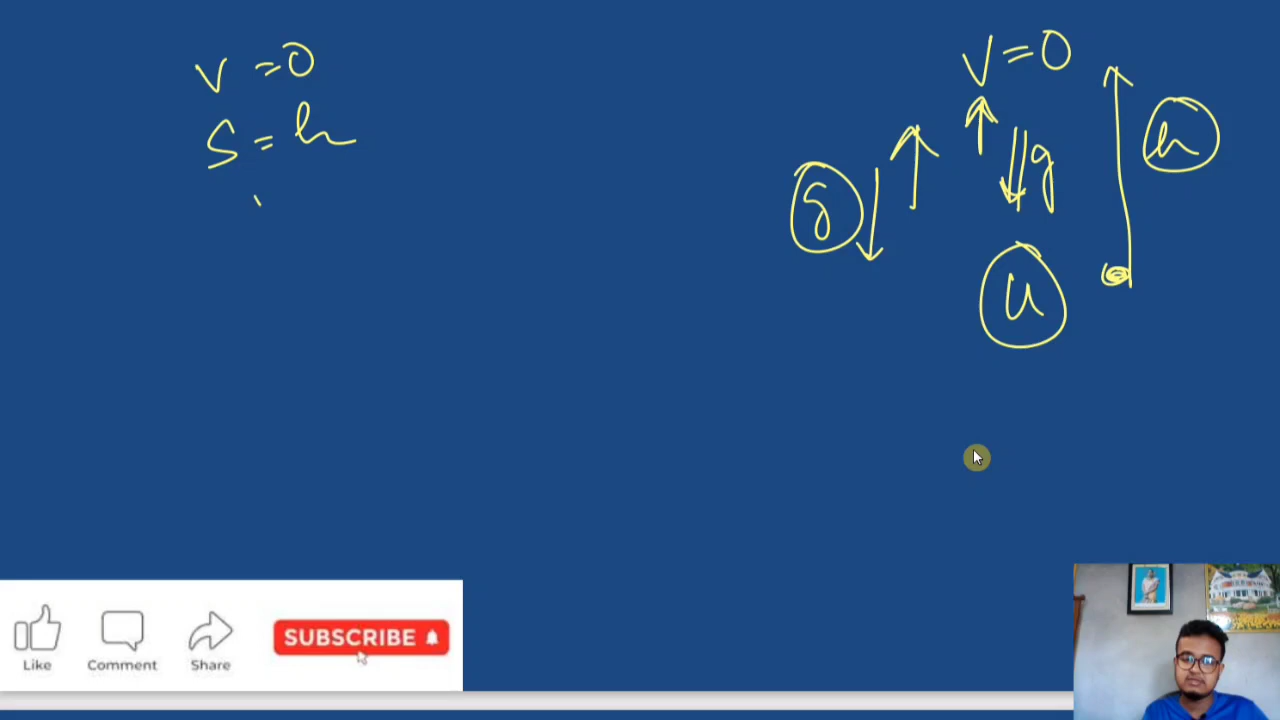 v = 0
s = h
v = 0
h
g
g
u
Like
Comment
Share
SUBSCRIBE